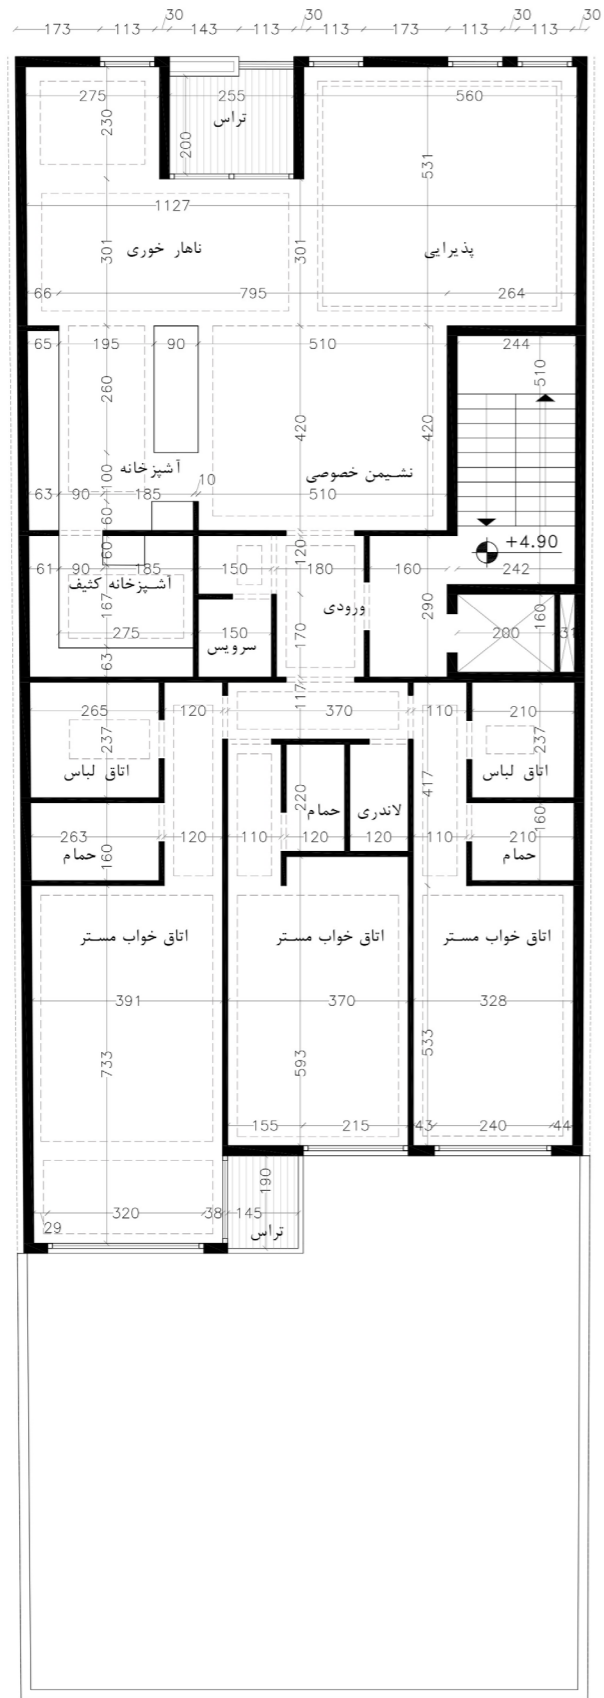 30 30 30 30
173 113 143 113 113 173 113 113
275 255 560
230
تراس
200
531
1127
ناهار خوری
پذیرایی
301 301
66 795 264
65 195 90 510 244
510
260
420 420
آشپزخانه
نشیمن خصوصی
100
10
63 90 185 510
60
+4.90
60
120
61 90 185 150 180 160 242
آشپزخانه کثیف
167
ورودی
290
160
275 150 200 31
سرویس
170
63
117
265 120 370 110 210
237 237
اتاق لباس
اتاق لباس
417
220
حمام
لاندری
160
263 120 110 120 120 110 210
حمام
160
حمام
اتاق خواب مستر
اتاق خواب مستر
اتاق خواب مستر
391 370 328
733
593
533
155 215 43 240 44
190
320 38 145
29
تراس